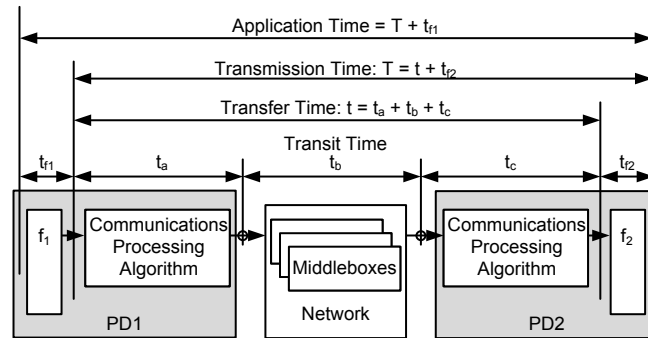 Application Time = T + tf1
Transmission Time: T = t + tf2
Transfer Time: t = ta + tb + tc
Transit Time
tf1 ta tb tc tf2
f1
Communications
Processing
Algorithm
PD1
Middleboxes
Network
Communications
Processing
Algorithm
f2
PD2